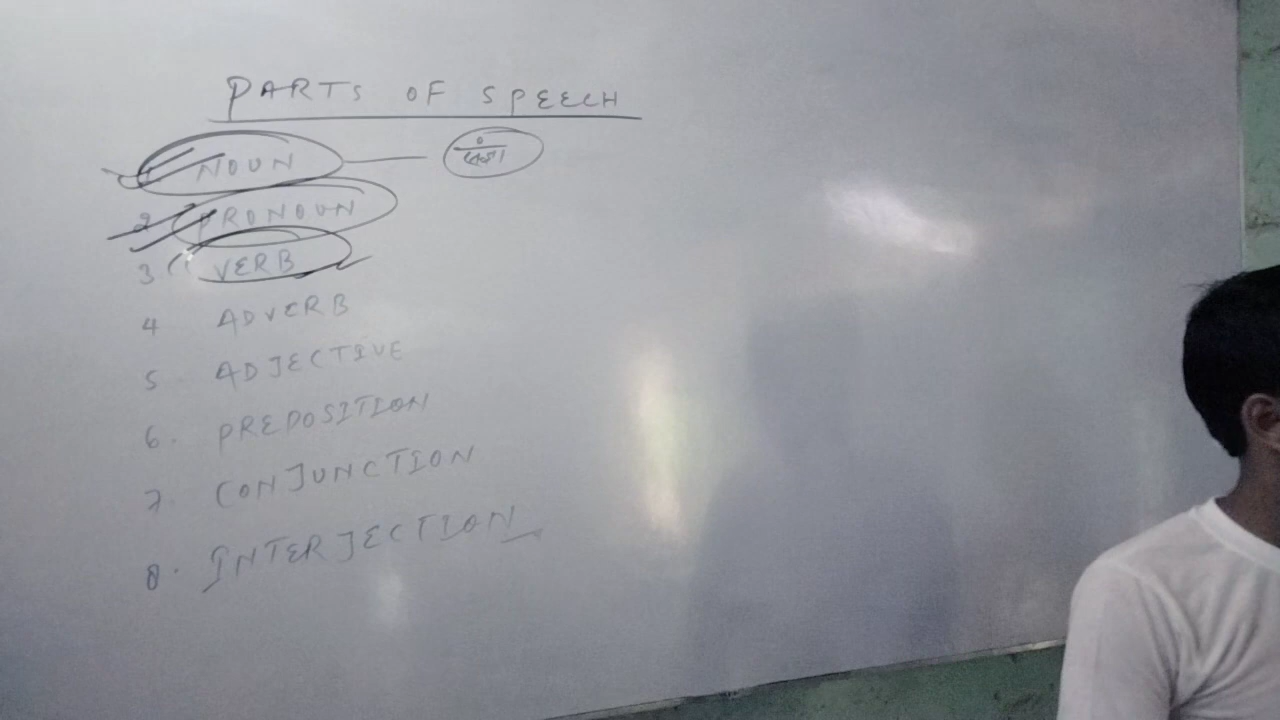 PARTS OF SPEECH
1 NOUN — संज्ञा
2 PRONOUN
3 VERB
4 ADVERB
5 ADJECTIVE
6. PREPOSITION
7. CONJUNCTION
8. INTERJECTION